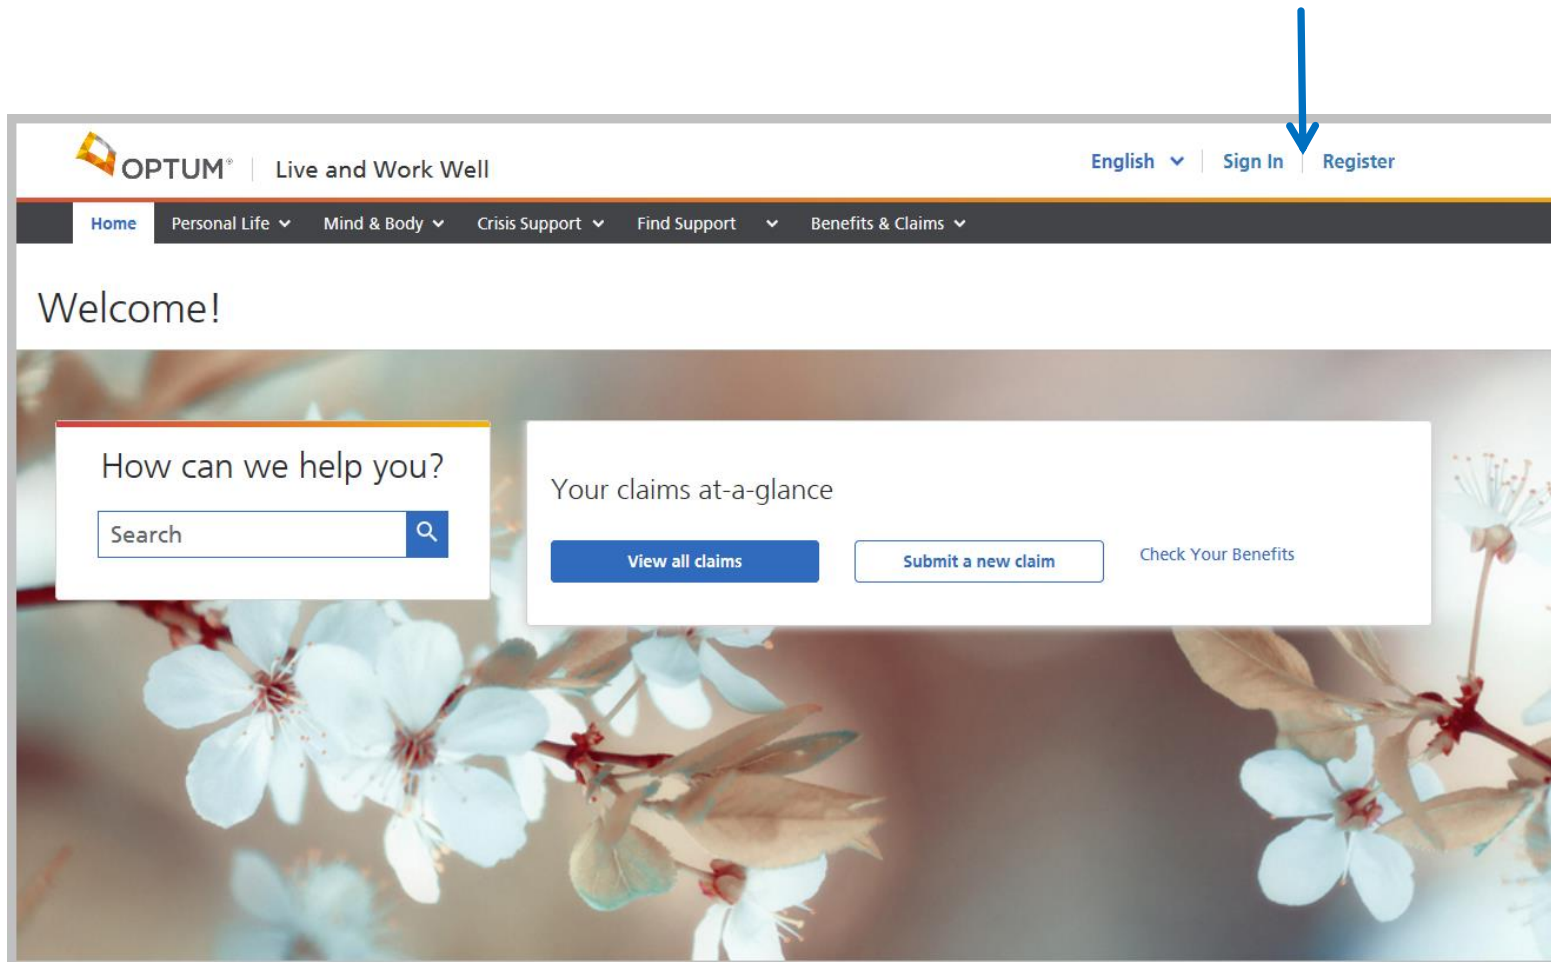 OPTUM® Live and Work Well English Sign In Register
Home Personal Life Mind & Body Crisis Support Find Support Benefits & Claims
Welcome!
How can we help you?
Search
Your claims at-a-glance
View all claims Submit a new claim Check Your Benefits